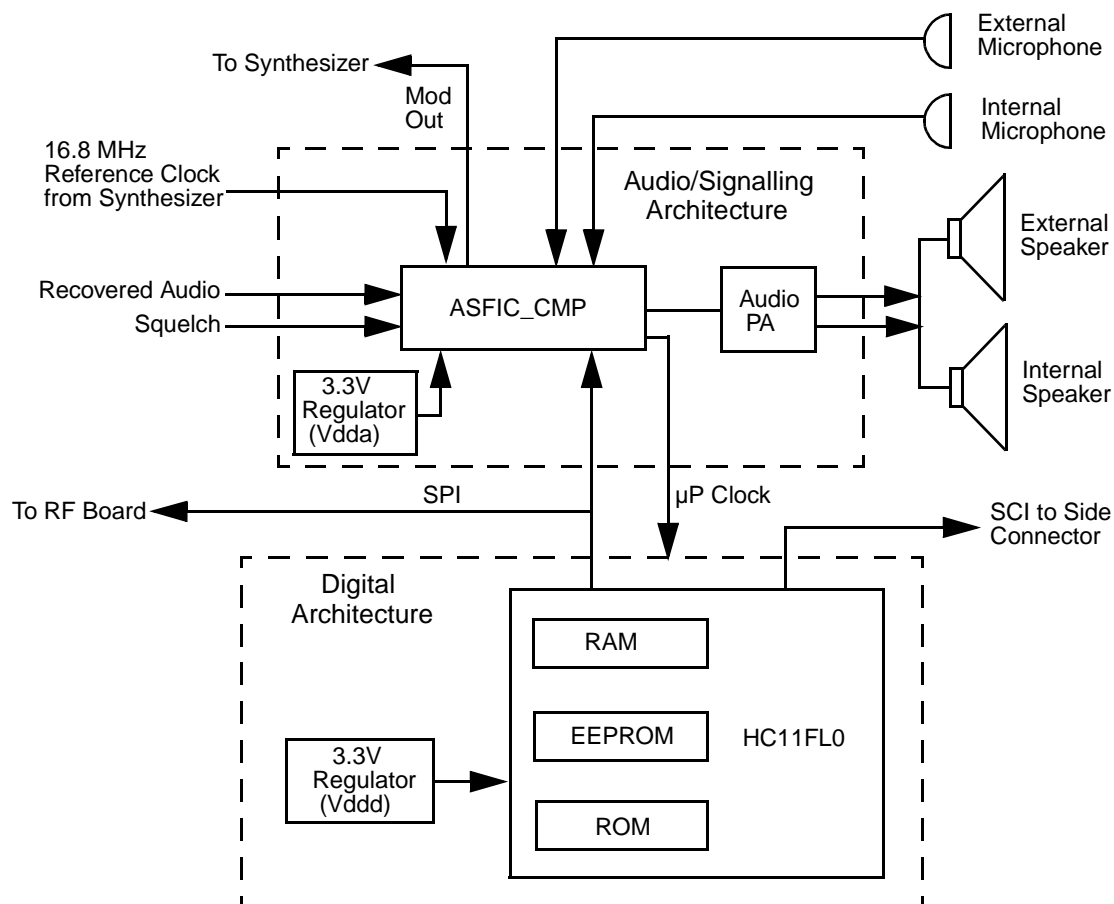 External
Microphone
To Synthesizer
Mod
Out
Internal
Microphone
16.8 MHz
Reference Clock
from Synthesizer
Audio/Signalling
Architecture
External
Speaker
Recovered Audio
Squelch
ASFIC_CMP
Audio
PA
3.3V
Regulator
(Vdda)
Internal
Speaker
To RF Board
SPI
µP Clock
SCI to Side
Connector
Digital
Architecture
RAM
EEPROM
HC11FL0
3.3V
Regulator
(Vddd)
ROM